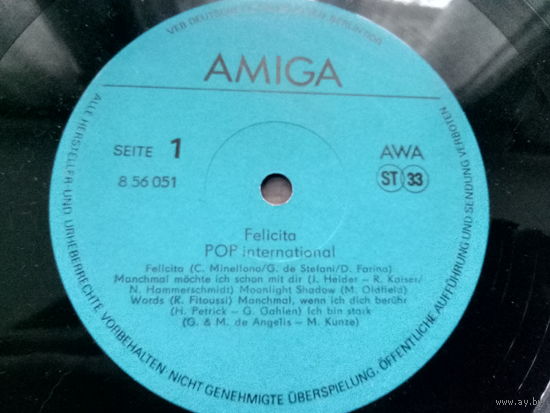 VEB DEUTSCHE SCHALLPLATTEN BERLIN DDR
AMIGA
SEITE 1
8 56 051
AWA
ST 33
Felicita
POP international
Felicita (C. Minellono/G. de Stefani/D. Farina)
Manchmal möchte ich schon mit dir (J. Heider - R. Kaiser/
N. Hammerschmidt) Moonlight Shadow (M. Oldfield)
Words (R. Fitoussi) Manchmal, wenn ich dich berühr
(H. Petrick - G. Gahlen) Ich bin stark
(G. & M. de Angelis - M. Kunze)
ALLE HERSTELLER- UND URHEBERRECHTE VORBEHALTEN · NICHT GENEHMIGTE ÜBERSPIELUNG, ÖFFENTLICHE AUFFÜHRUNG UND SENDUNG VERBOTEN
www.ay.by